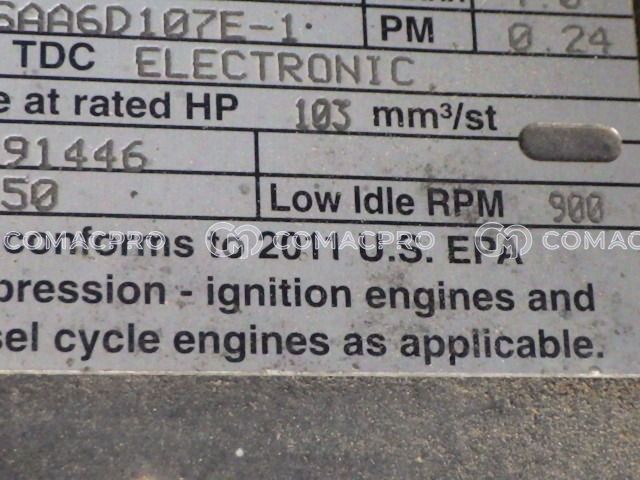 SAA6D107E-1 PM 0.24
TDC ELECTRONIC
e at rated HP 103 mm³/st
91446
50 Low Idle RPM 900
conforms to 2011 U.S. EPA
COMACPRO COMACPRO COMAC
pression - ignition engines and
sel cycle engines as applicable.